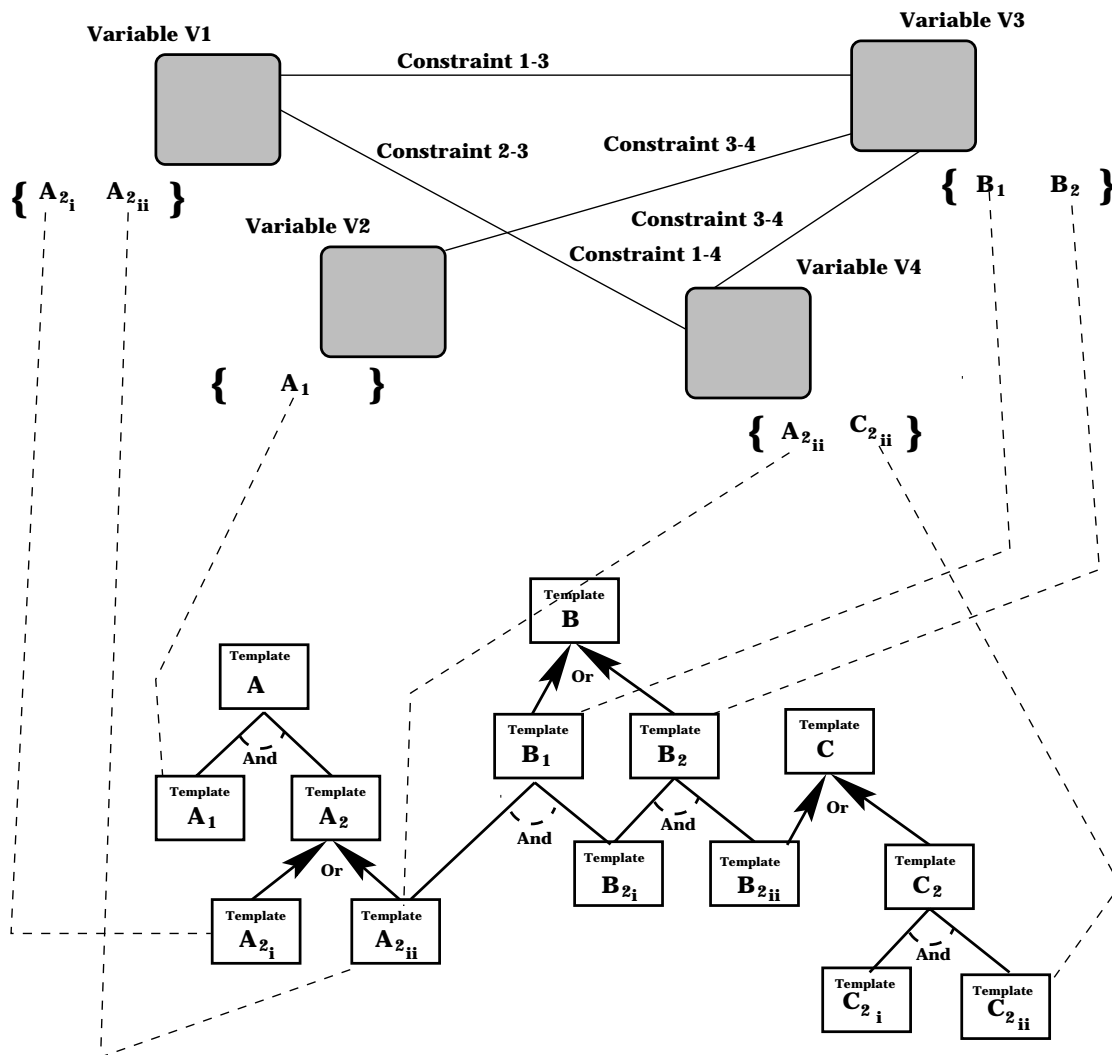 Variable V1
Variable V3
Constraint 1-3
Constraint 2-3
Constraint 3-4
{ A2i A2ii }
{ B1 B2 }
Variable V2
Constraint 3-4
Constraint 1-4
Variable V4
{ A1 }
{ A2ii C2ii }
Template
B
Template
A
Or
Template
B1
Template
B2
Template
C
And
Template
A1
Template
A2
Or
And
And
Template
B2i
Template
B2ii
Template
C2
Or
Template
A2i
Template
A2ii
And
Template
C2i
Template
C2ii